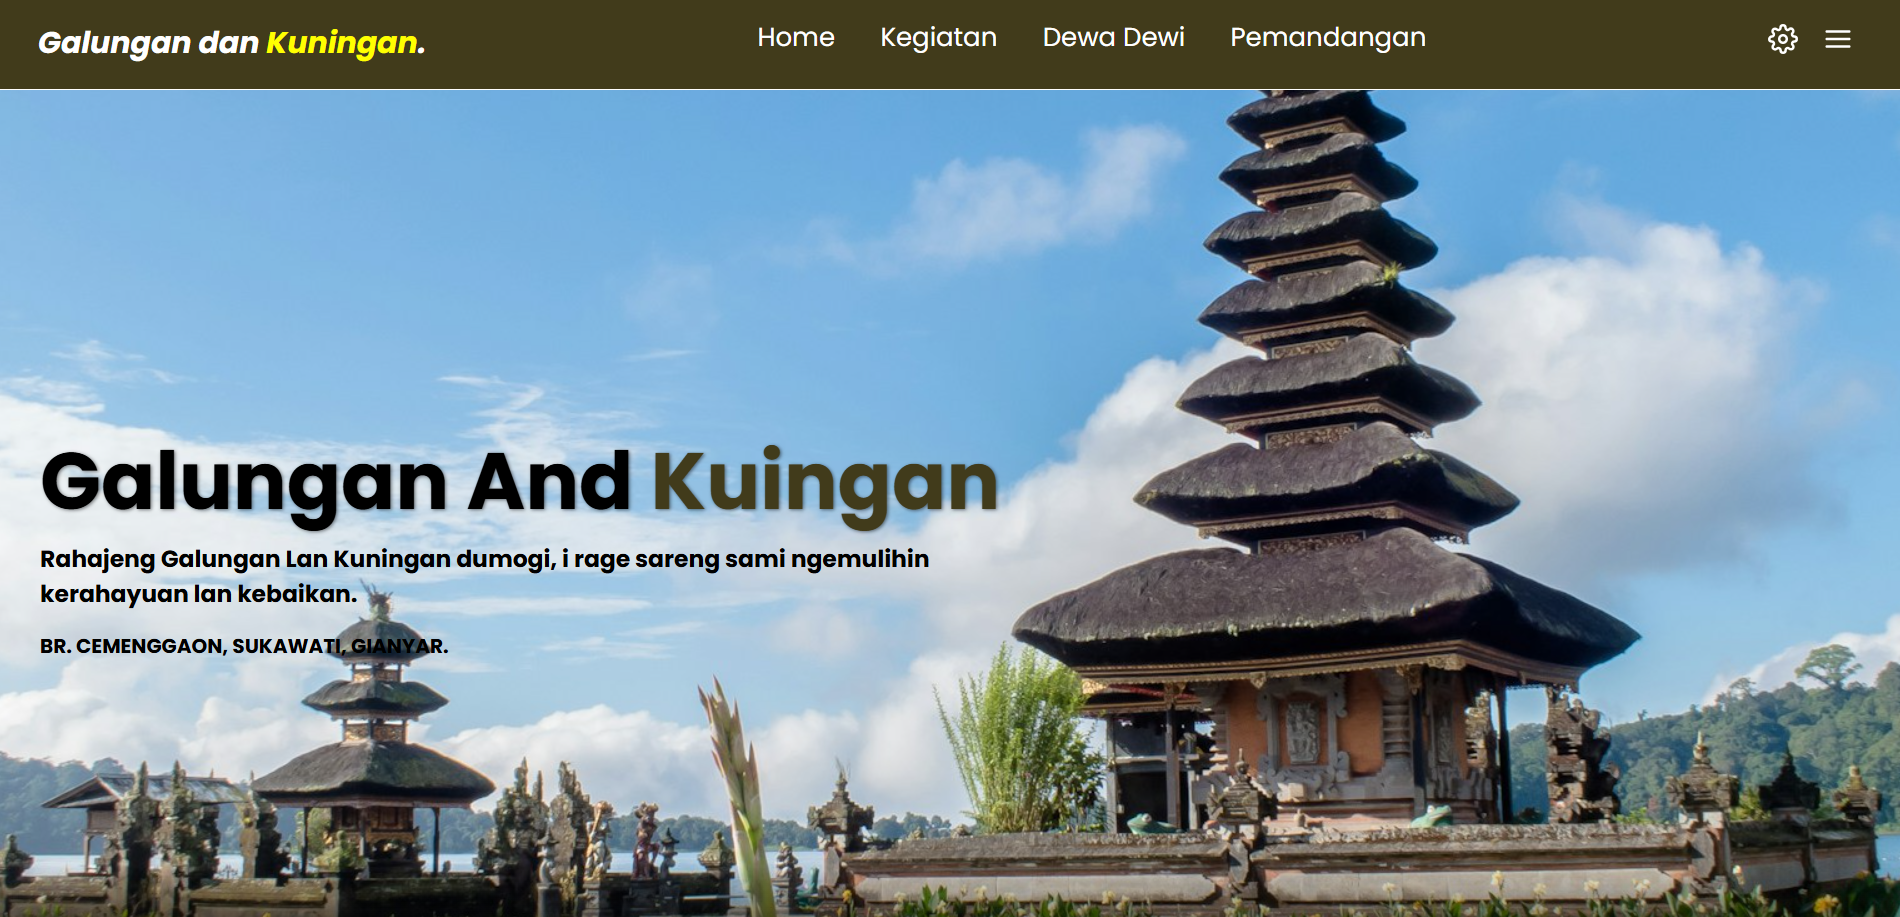 Galungan dan Kuningan.
Home Kegiatan Dewa Dewi Pemandangan
Galungan And Kuingan
Rahajeng Galungan Lan Kuningan dumogi, i rage sareng sami ngemulihin
kerahayuan lan kebaikan.
BR. CEMENGGAON, SUKAWATI, GIANYAR.